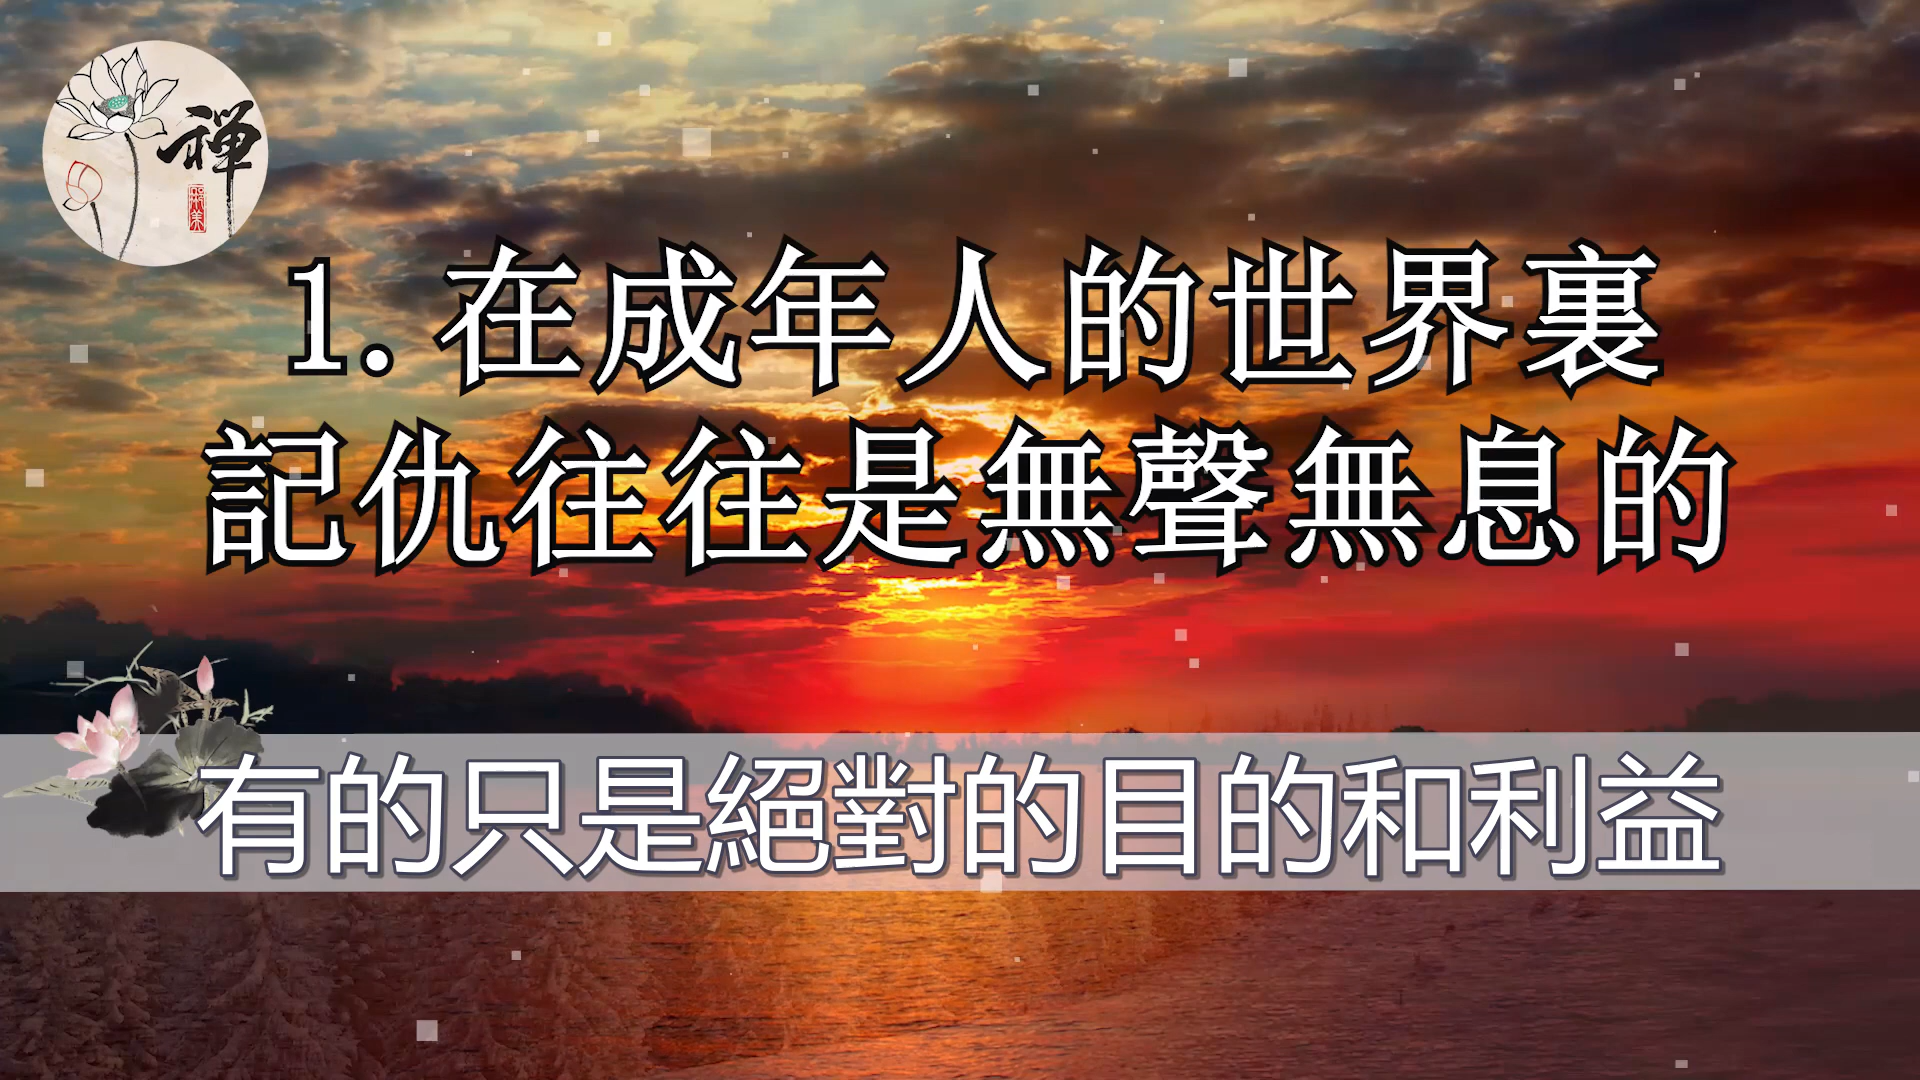 禅
1.在成年人的世界裏
記仇往往是無聲無息的
有的只是絕對的目的和利益